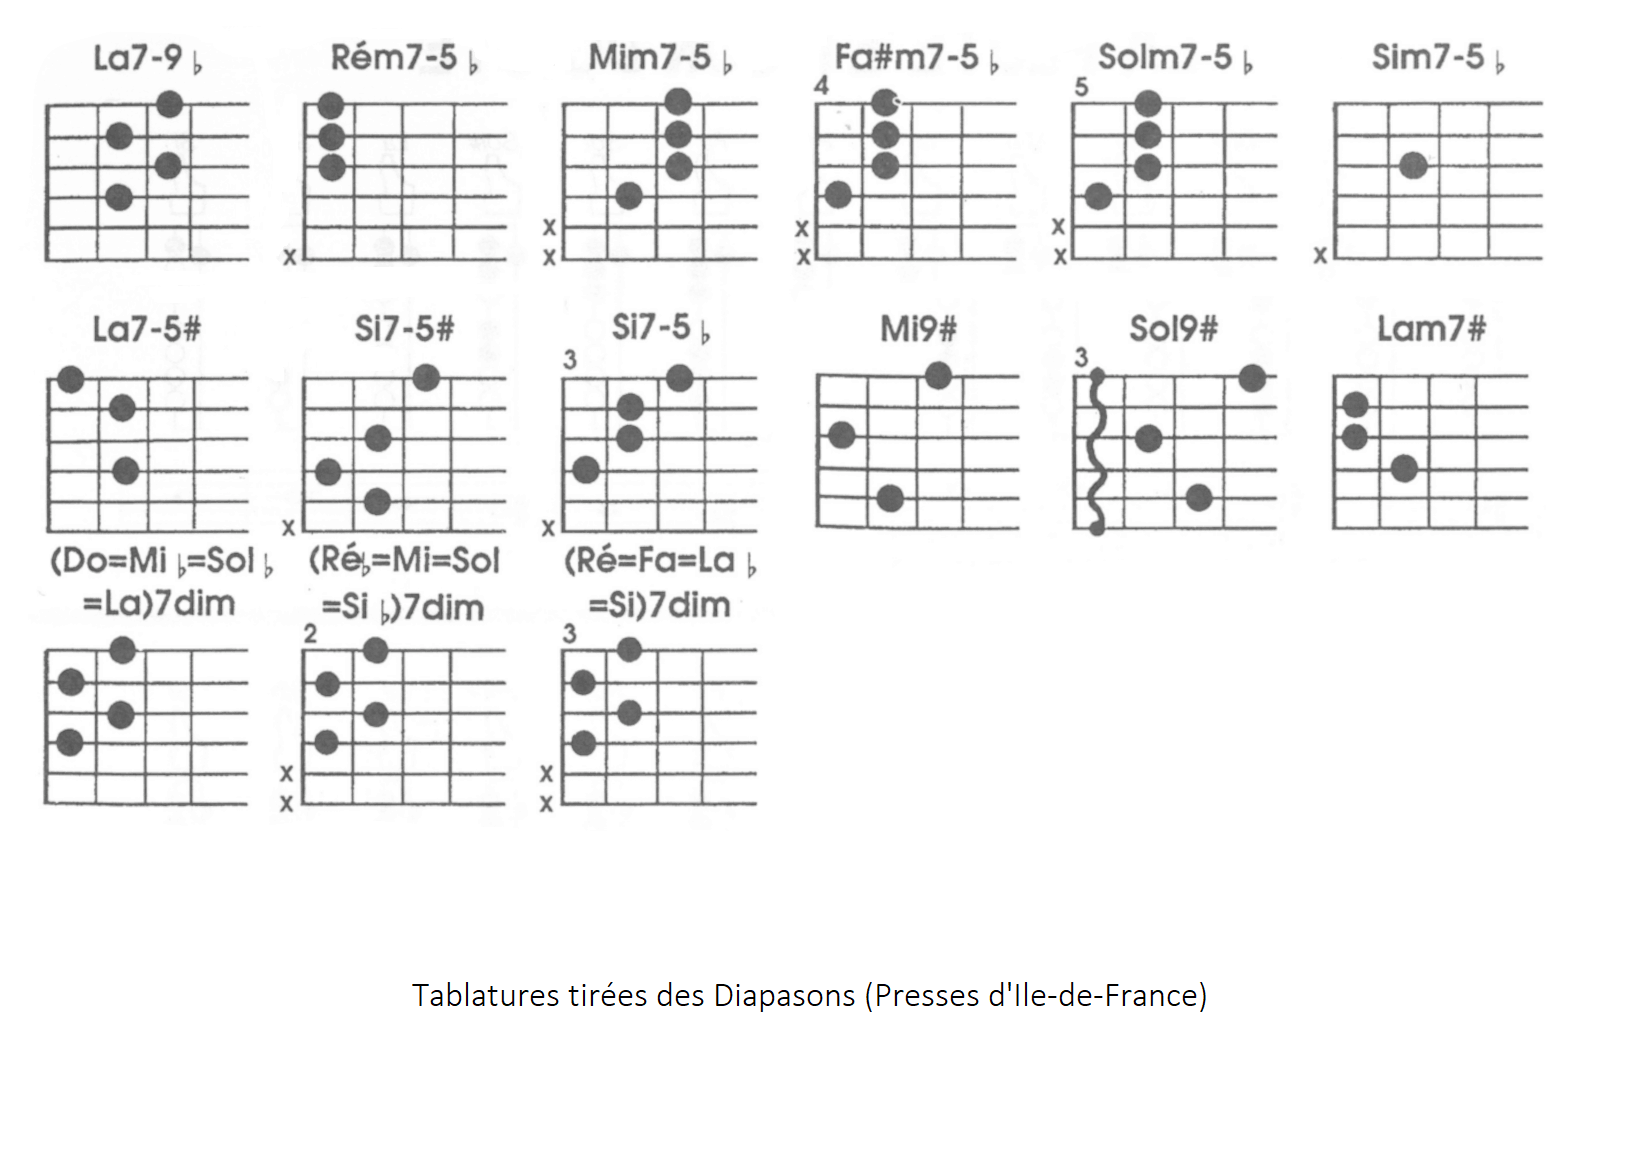 La7-9 ♭ Rém7-5 ♭ Mim7-5 ♭ Fa#m7-5 ♭ Solm7-5 ♭ Sim7-5 ♭
4 5
x x x x x
x x x x x x
La7-5# Si7-5# Si7-5 ♭ Mi9# Sol9# Lam7#
3 3
x x
(Do=Mi ♭=Sol ♭ (Ré♭=Mi=Sol (Ré=Fa=La ♭
=La)7dim =Si ♭)7dim =Si)7dim
2 3
x x
x x
Tablatures tirées des Diapasons (Presses d'Ile-de-France)